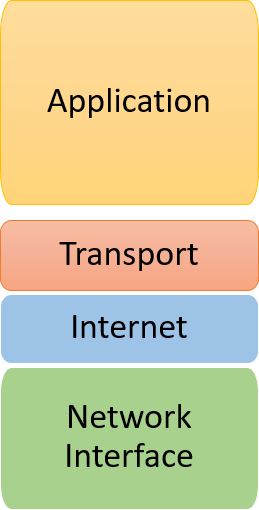 Application
Transport
Internet
Network
Interface